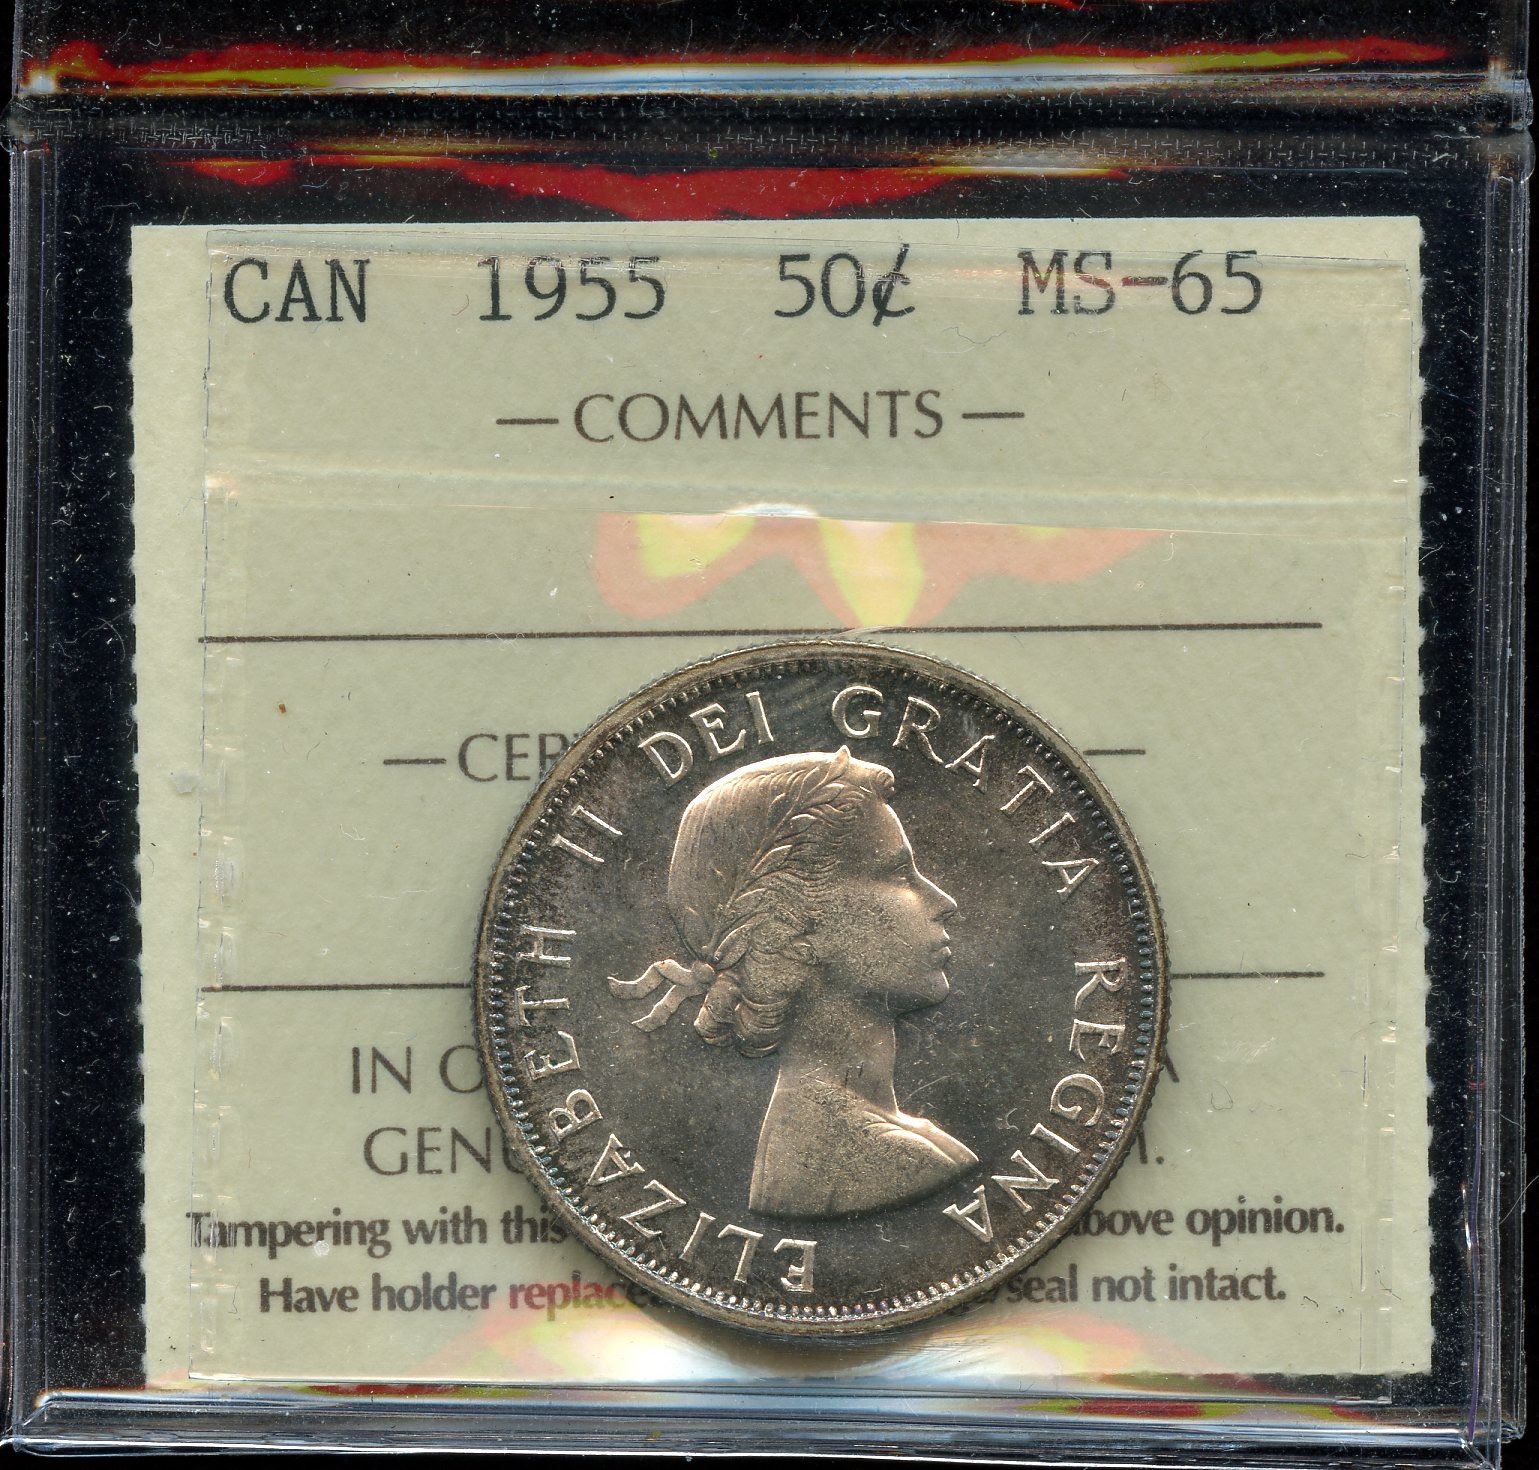 CAN 1955 50¢ MS-65
— COMMENTS —
— CER —
ELIZABETH II DEI GRATIA REGINA
IN O A
GENU M.
Tampering with this above opinion.
Have holder replace seal not intact.